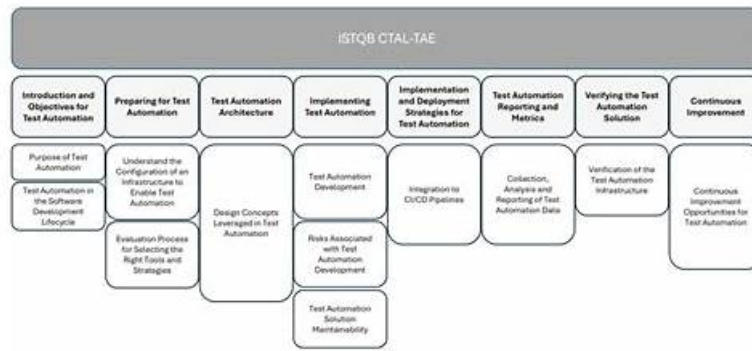 ISTQB CTAL-TAE
Introduction and
Objectives for
Test Automation
Preparing for Test
Automation
Test Automation
Architecture
Implementing
Test Automation
Implementation
and Deployment
Strategies for
Test Automation
Test Automation
Reporting and
Metrics
Verifying the Test
Automation
Solution
Continuous
Improvement
Purpose of Test
Automation
Test Automation in
the Software
Development
Lifecycle
Understand the
Configuration of an
Infrastructure to
Enable Test
Automation
Evaluation Process
for Selecting the
Right Tools and
Strategies
Design Concepts
Leveraged in Test
Automation
Test Automation
Development
Risks Associated
with Test
Automation
Development
Test Automation
Solution
Maintainability
Integration to
CI/CD Pipelines
Collection,
Analysis and
Reporting of Test
Automation Data
Verification of the
Test Automation
Infrastructure
Continuous
Improvement
Opportunities for
Test Automation